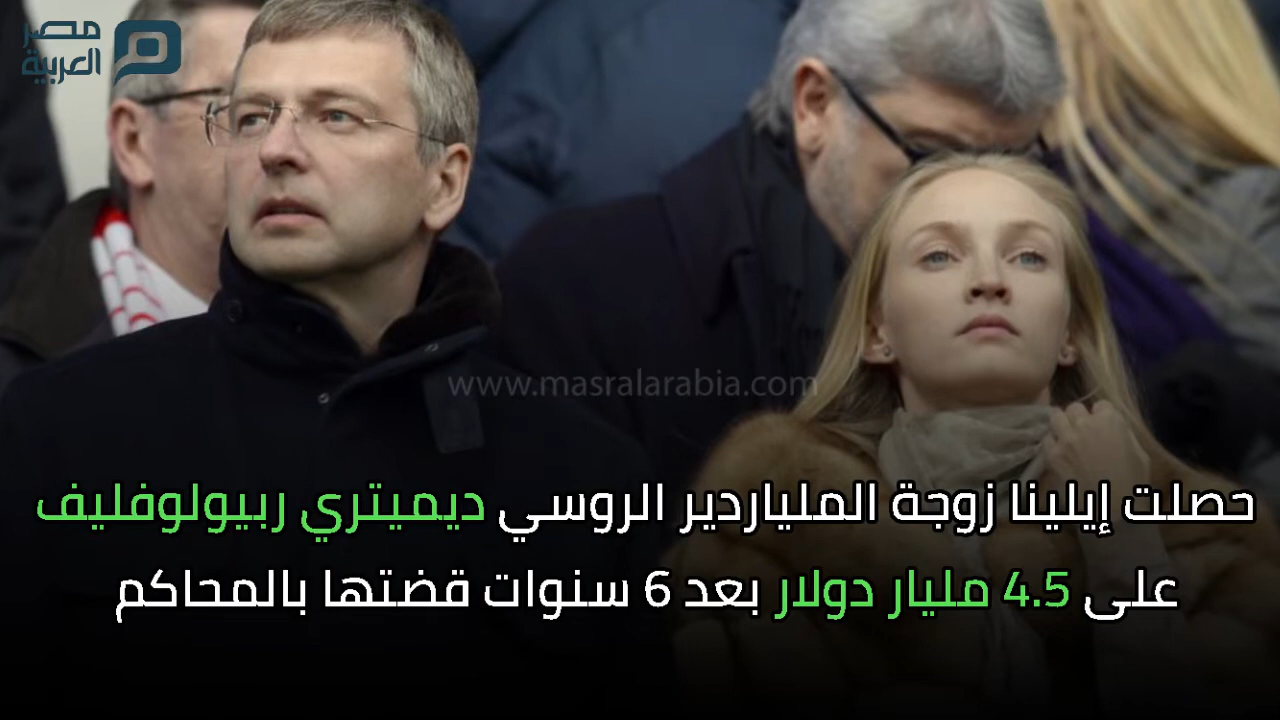 مصر
العربية
www.masralarabia.com
حصلت إيلينا زوجة الملياردير الروسي ديميتري ربيولوفليف
على 4.5 مليار دولار بعد 6 سنوات قضتها بالمحاكم